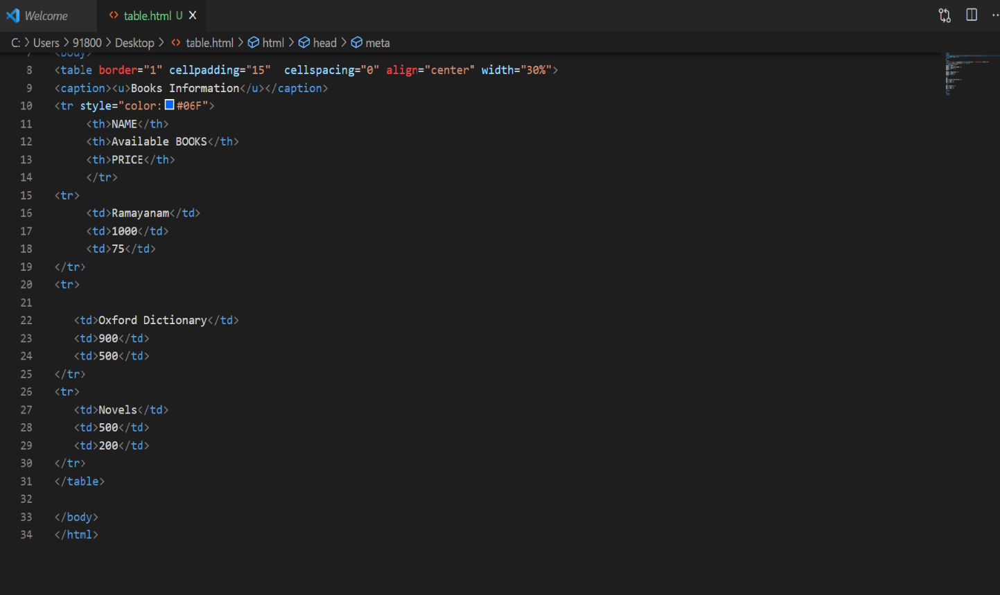 Welcome table.html U X
C: > Users > 91800 > Desktop > <> table.html > html > head > meta
7 <body>
8 <table border="1" cellpadding="15"  cellspacing="0" align="center" width="30%">
9 <caption><u>Books Information</u></caption>
10 <tr style="color:#06F">
11 <th>NAME</th>
12 <th>Available BOOKS</th>
13 <th>PRICE</th>
14 </tr>
15 <tr>
16 <td>Ramayanam</td>
17 <td>1000</td>
18 <td>75</td>
19 </tr>
20 <tr>
21
22 <td>Oxford Dictionary</td>
23 <td>900</td>
24 <td>500</td>
25 </tr>
26 <tr>
27 <td>Novels</td>
28 <td>500</td>
29 <td>200</td>
30 </tr>
31 </table>
32
33 </body>
34 </html>